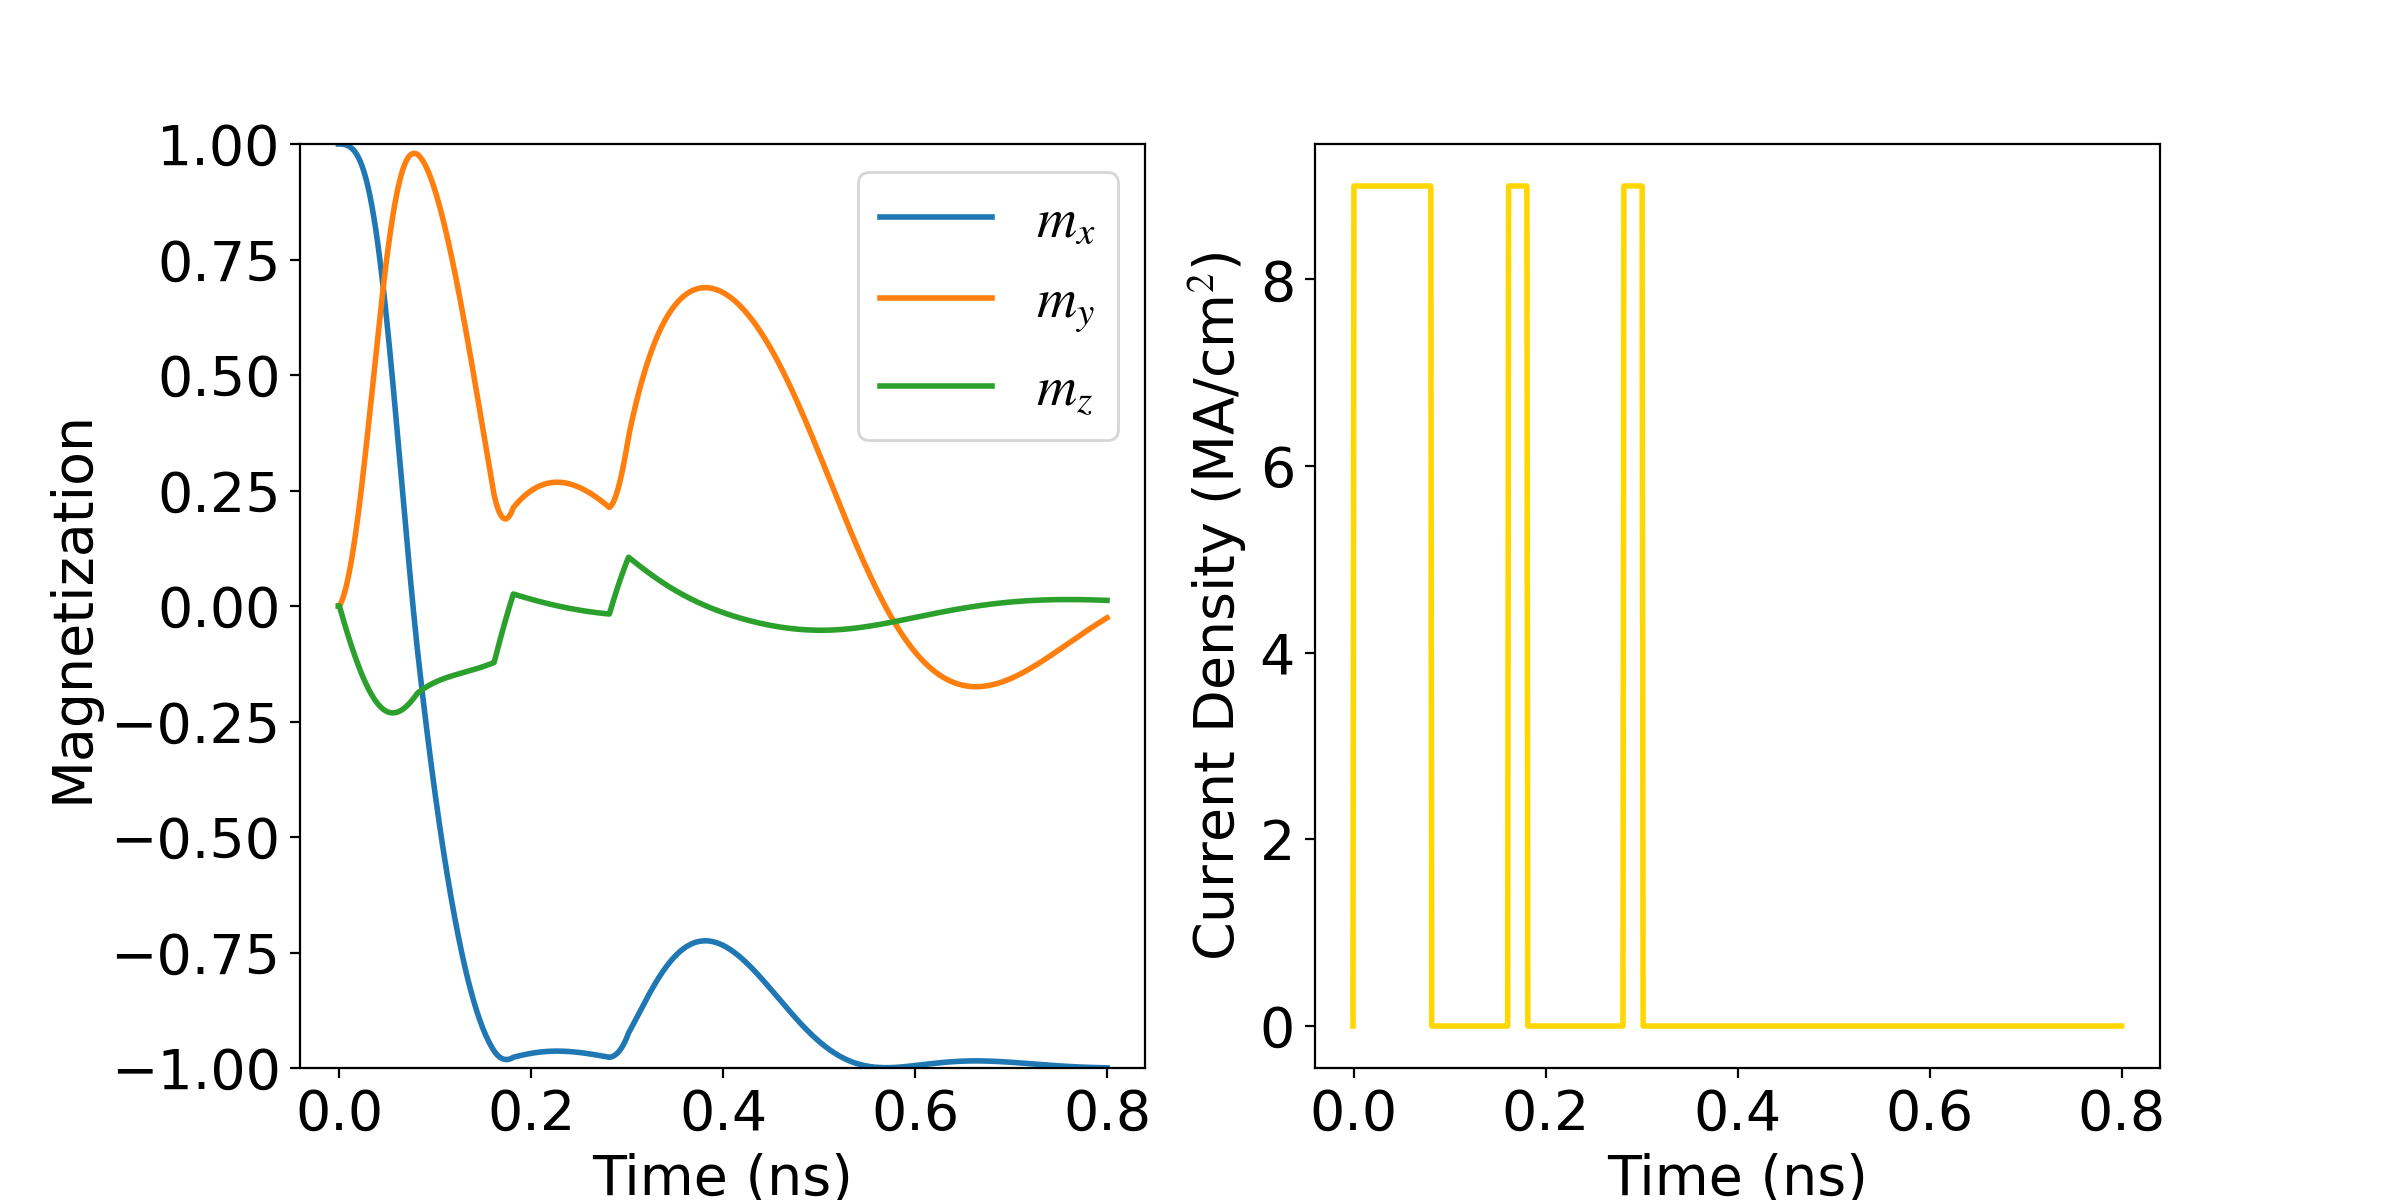 1.00
0.75
0.50
0.25
0.00
−0.25
−0.50
−0.75
−1.00
Magnetization
0.0 0.2 0.4 0.6 0.8
Time (ns)
m_x
m_y
m_z
8
6
4
2
0
Current Density (MA/cm²)
0.0 0.2 0.4 0.6 0.8
Time (ns)